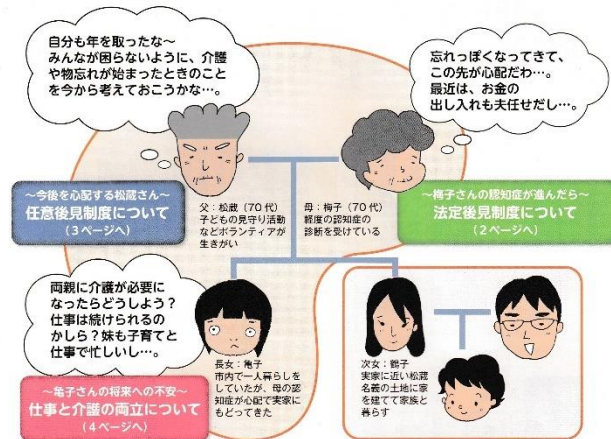 自分も年を取ったな～
みんなが困らないように、介護
や物忘れが始まったときのこと
を今から考えておこうかな…。
忘れっぽくなってきて、
この先が心配だわ…。
最近は、お金の
出し入れも夫任せだし…。
～今後を心配する松蔵さん～
任意後見制度について
（3ページへ）
父：松蔵（70代）
子どもの見守り活動
などボランティアが
生きがい
母：梅子（70代）
軽度の認知症の
診断を受けている
～梅子さんの認知症が進んだら～
法定後見制度について
（2ページへ）
両親に介護が必要に
なったらどうしよう？
仕事は続けられるの
かしら？妹も子育てと
仕事で忙しいし…。
～亀子さんの将来への不安～
仕事と介護の両立について
（4ページへ）
長女：亀子
市内で一人暮らしを
していたが、母の認
知症が心配で実家に
もどってきた
次女：鶴子
実家に近い松蔵
名義の土地に家
を建てて家族と
暮らす